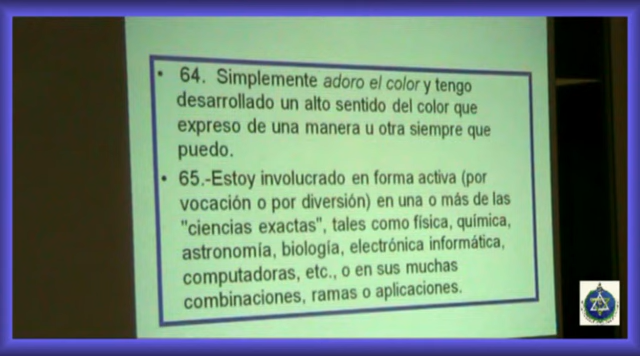 • 64. Simplemente adoro el color y tengo
desarrollado un alto sentido del color que
expreso de una manera u otra siempre que
puedo.
• 65.-Estoy involucrado en forma activa (por
vocación o por diversión) en una o más de las
"ciencias exactas", tales como física, química,
astronomía, biología, electrónica informática,
computadoras, etc., o en sus muchas
combinaciones, ramas o aplicaciones.